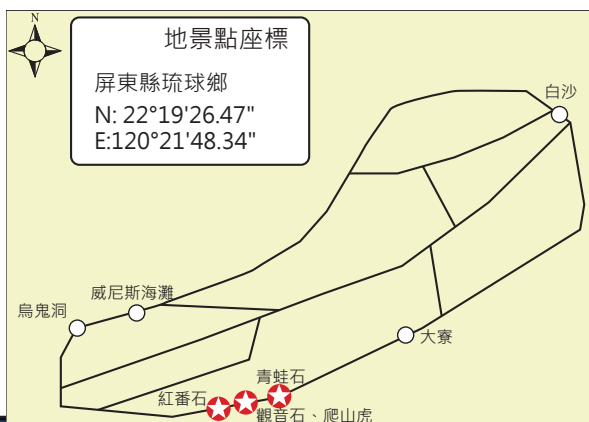 N
地景點座標
屏東縣琉球鄉
N: 22°19'26.47"
E:120°21'48.34"
白沙
威尼斯海灘
烏鬼洞
大寮
青蛙石
紅番石
觀音石、爬山虎